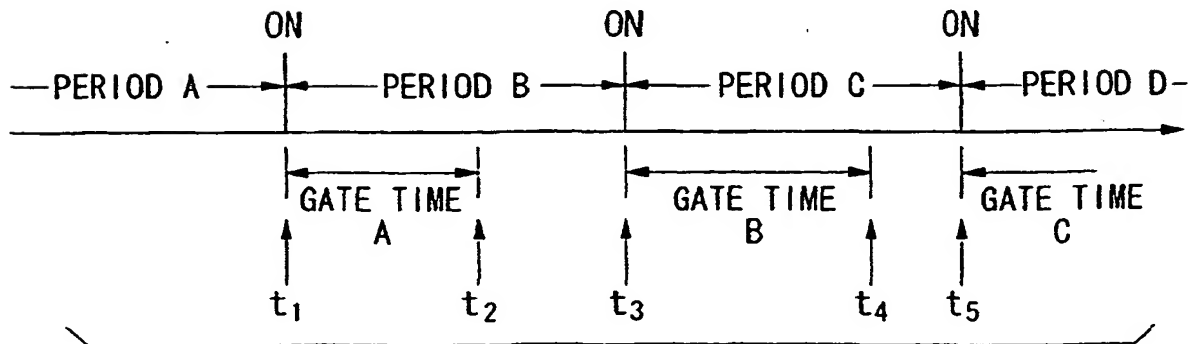 ON ON ON
PERIOD A PERIOD B PERIOD C PERIOD D
GATE TIME A GATE TIME B GATE TIME C
t1 t2 t3 t4 t5